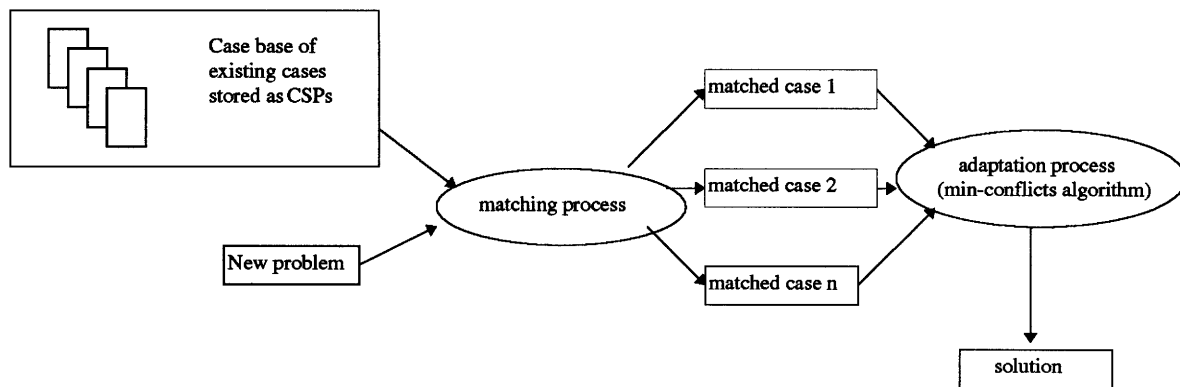 Case base of
existing cases
stored as CSPs
matched case 1
adaptation process
(min-conflicts algorithm)
matched case 2
matching process
New problem
matched case n
solution